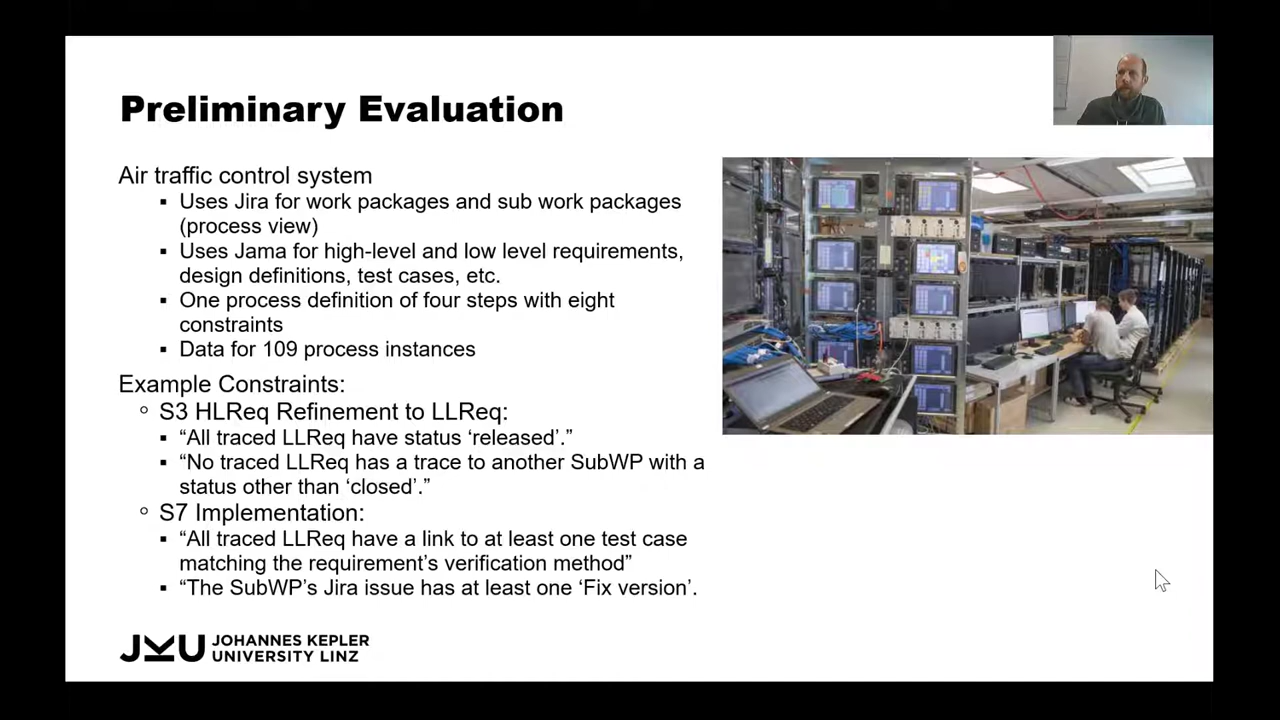 Preliminary Evaluation
Air traffic control system
▪ Uses Jira for work packages and sub work packages
(process view)
▪ Uses Jama for high-level and low level requirements,
design definitions, test cases, etc.
▪ One process definition of four steps with eight
constraints
▪ Data for 109 process instances
Example Constraints:
○ S3 HLReq Refinement to LLReq:
▪ “All traced LLReq have status ‘released’.”
▪ “No traced LLReq has a trace to another SubWP with a
status other than ‘closed’.”
○ S7 Implementation:
▪ “All traced LLReq have a link to at least one test case
matching the requirement’s verification method”
▪ “The SubWP’s Jira issue has at least one ‘Fix version’.
JKU JOHANNES KEPLER
UNIVERSITY LINZ